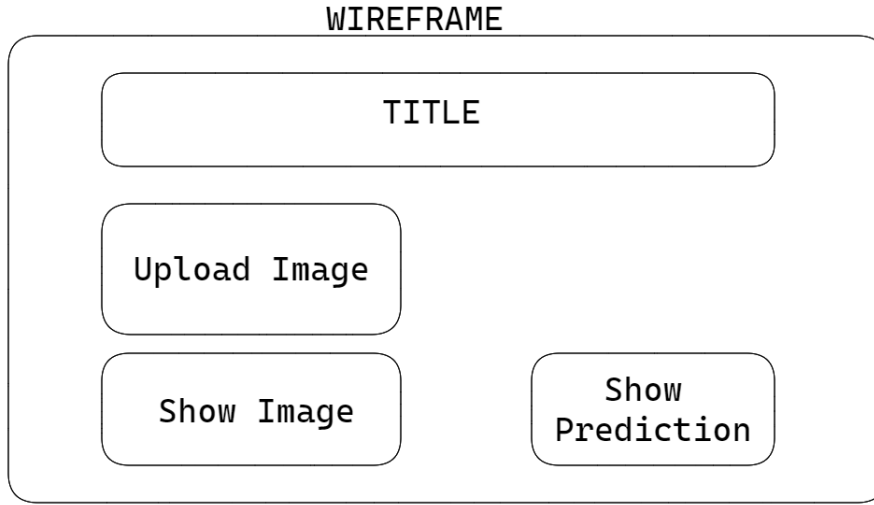 WIREFRAME
TITLE
Upload Image
Show Image
Show
Prediction